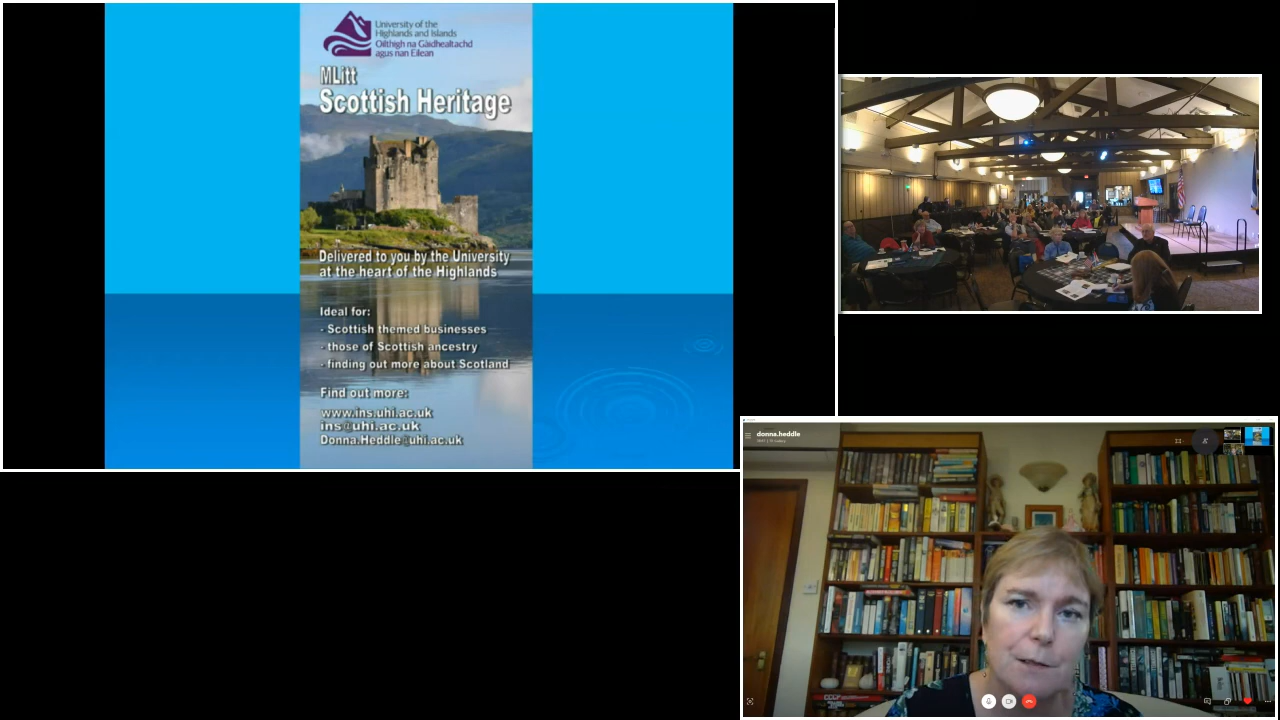 University of the
Highlands and Islands
Oilthigh na Gàidhealtachd
agus nan Eilean
MLitt
Scottish Heritage
Delivered to you by the University
at the heart of the Highlands
Ideal for:
- Scottish themed businesses
- those of Scottish ancestry
- finding out more about Scotland
Find out more:
www.ins.uhi.ac.uk
ins@uhi.ac.uk
Donna.Heddle@uhi.ac.uk
donna.heddle